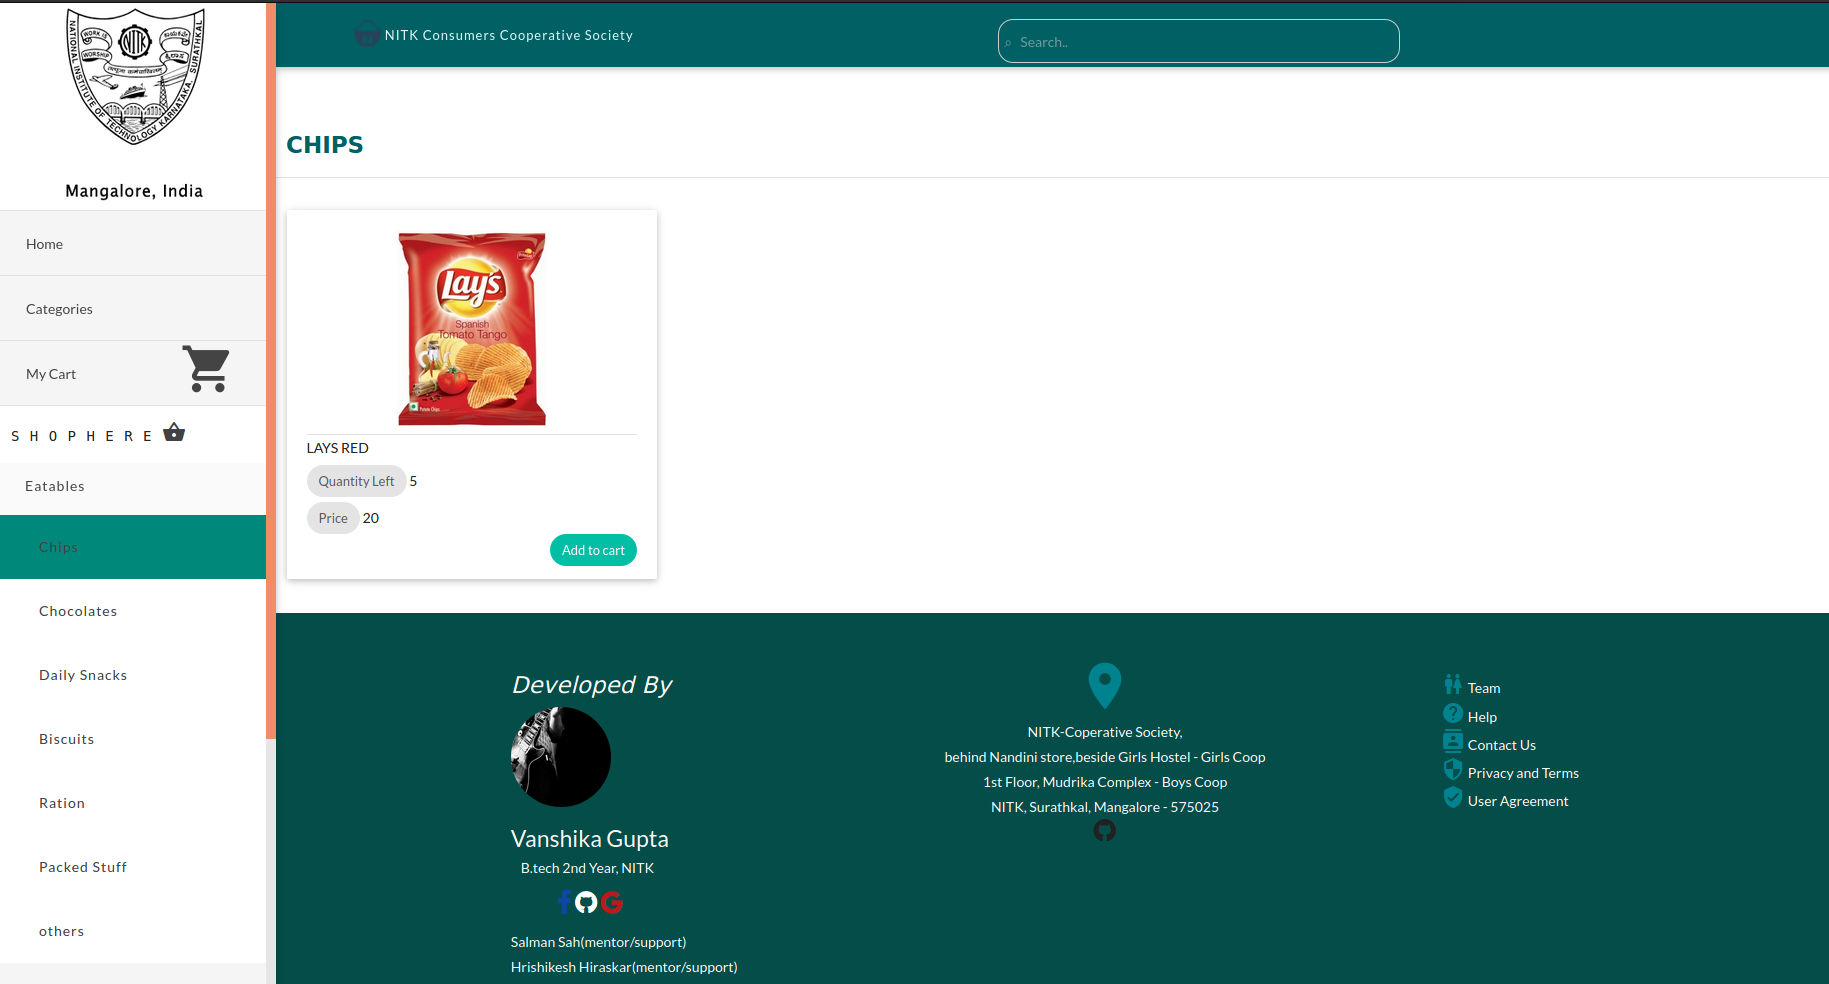 NATIONAL INSTITUTE OF TECHNOLOGY KARNATAKA, SURATHKAL
WORK IS
WORSHIP
NITK
Mangalore, India
Home
Categories
My Cart
S H O P H E R E
Eatables
Chips
Chocolates
Daily Snacks
Biscuits
Ration
Packed Stuff
others
NITK Consumers Cooperative Society
Search..
CHIPS
Lay's
Spanish
Tomato Tango
Potato Chips
LAYS RED
Quantity Left 5
Price 20
Add to cart
Developed By
Vanshika Gupta
B.tech 2nd Year, NITK
Salman Sah(mentor/support)
Hrishikesh Hiraskar(mentor/support)
NITK-Coperative Society,
behind Nandini store,beside Girls Hostel - Girls Coop
1st Floor, Mudrika Complex - Boys Coop
NITK, Surathkal, Mangalore - 575025
Team
Help
Contact Us
Privacy and Terms
User Agreement